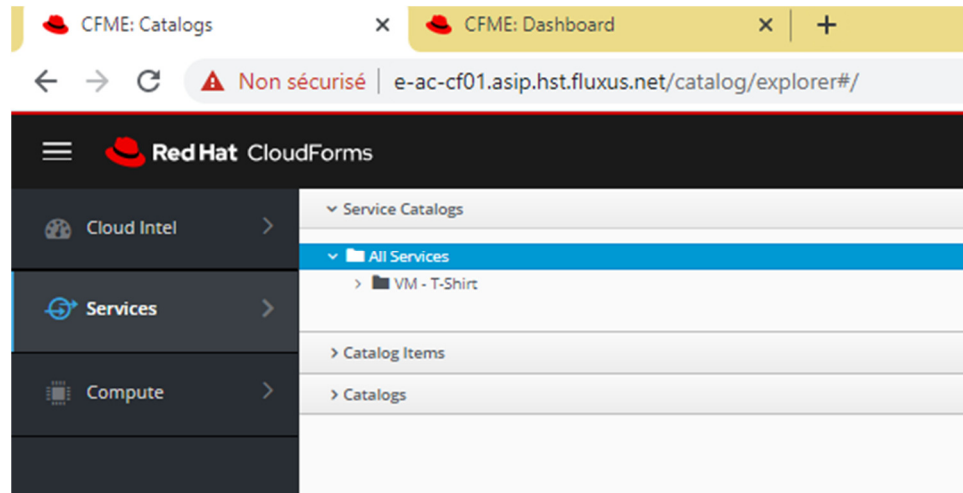 CFME: Catalogs
CFME: Dashboard
Non sécurisé e-ac-cf01.asip.hst.fluxus.net/catalog/explorer#/
Red Hat CloudForms
Cloud Intel
Services
Compute
Service Catalogs
All Services
VM - T-Shirt
Catalog Items
Catalogs